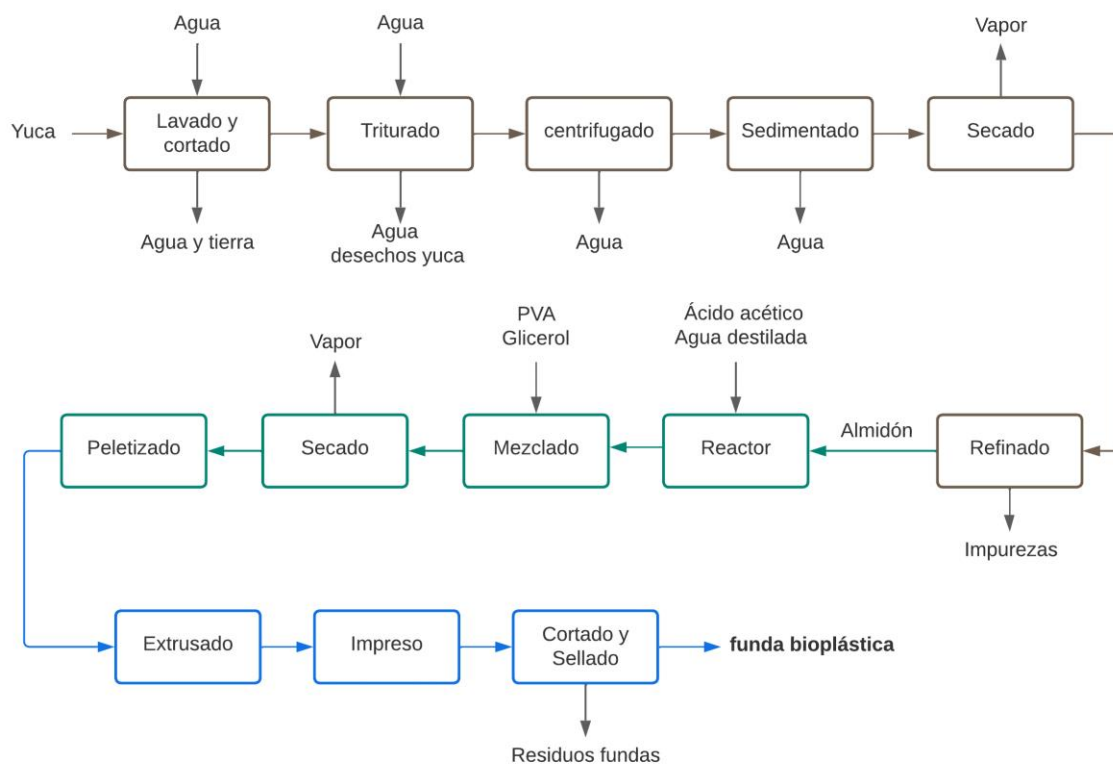 Agua
Agua
Vapor
Yuca
Lavado y
cortado
Triturado
centrifugado
Sedimentado
Secado
Agua y tierra
Agua
desechos yuca
Agua
Agua
Vapor
PVA
Glicerol
Ácido acético
Agua destilada
Peletizado
Secado
Mezclado
Reactor
Almidón
Refinado
Impurezas
Extrusado
Impreso
Cortado y
Sellado
funda bioplástica
Residuos fundas